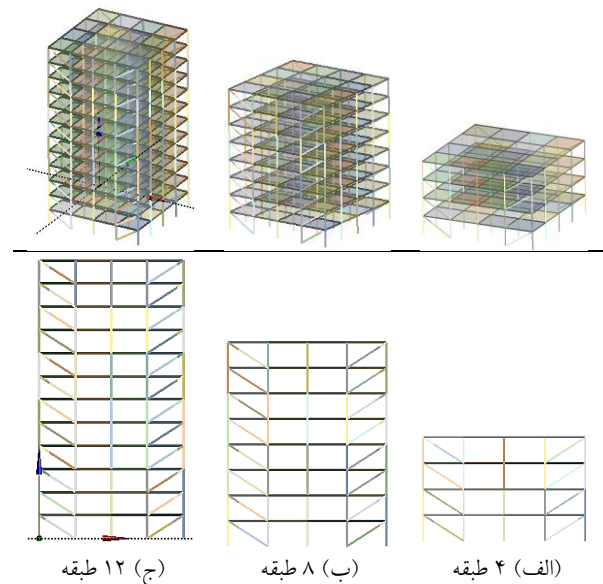 (الف) ۴ طبقه
(ب) ۸ طبقه
(ج) ۱۲ طبقه